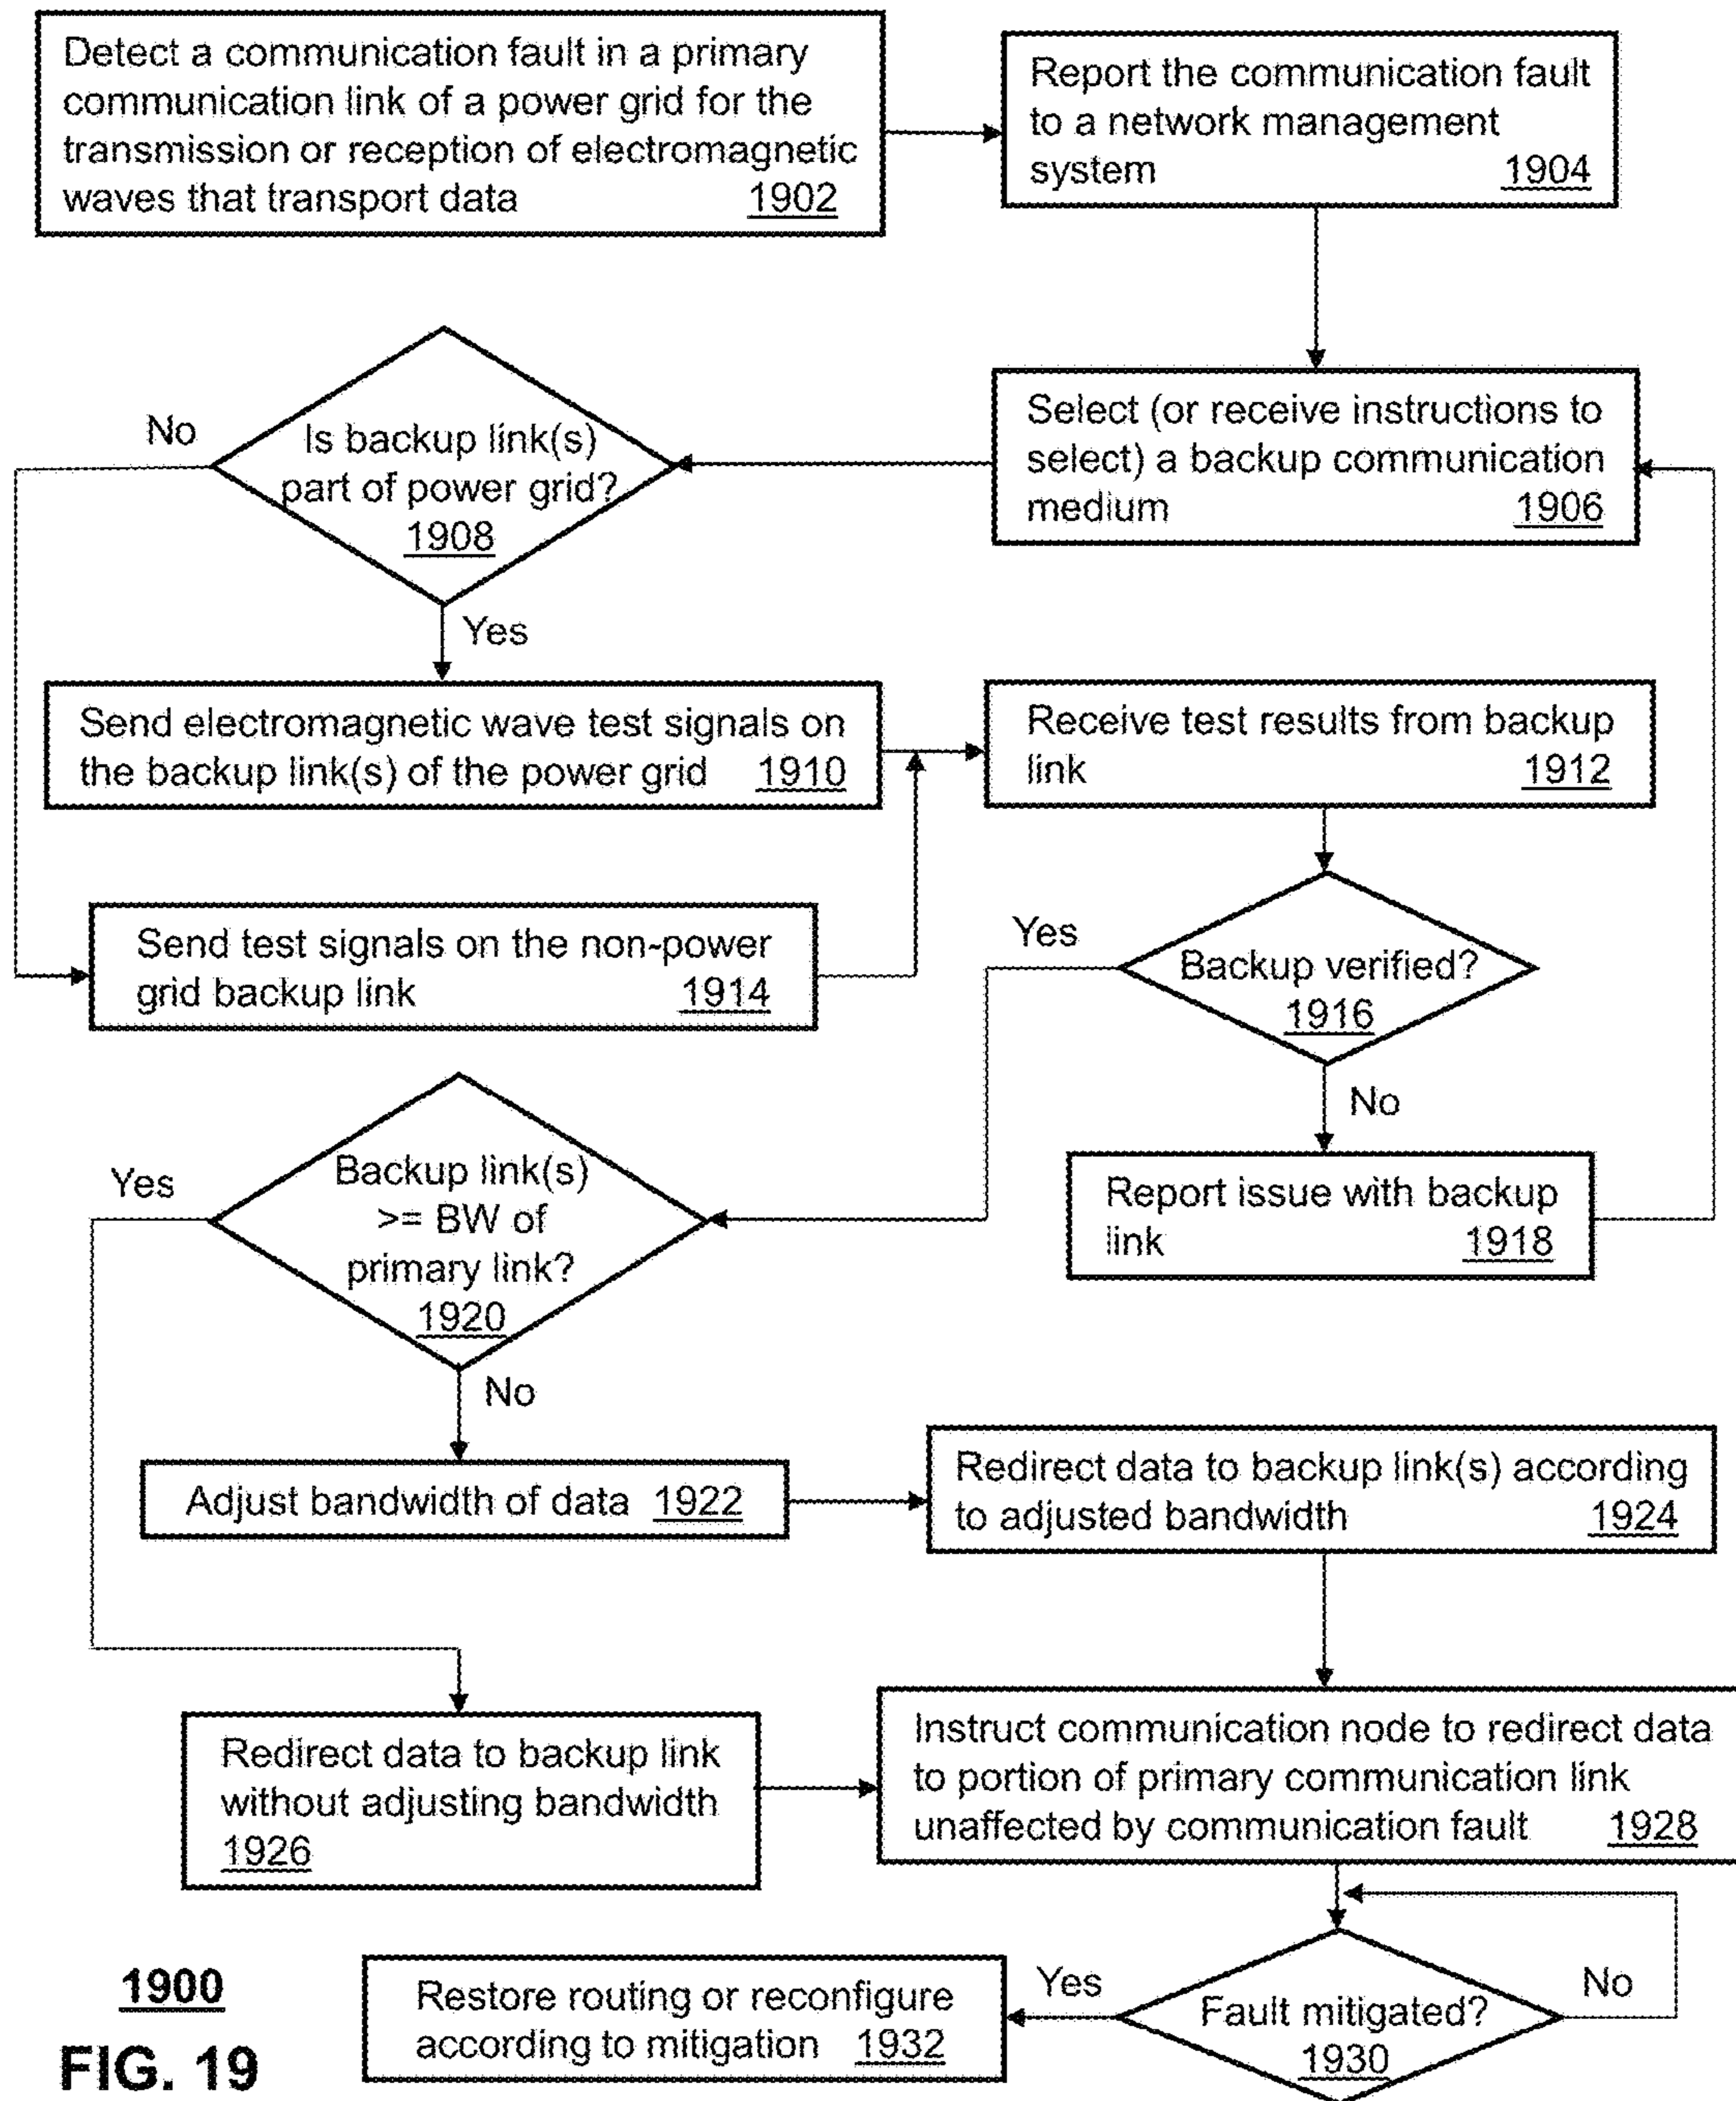 Detect a communication fault in a primary
communication link of a power grid for the
transmission or reception of electromagnetic
waves that transport data 1902
Report the communication fault
to a network management
system 1904
Select (or receive instructions to
select) a backup communication
medium 1906
No
Is backup link(s)
part of power grid?
1908
Yes
Send electromagnetic wave test signals on
the backup link(s) of the power grid 1910
Receive test results from backup
link 1912
Send test signals on the non-power
grid backup link 1914
Yes
Backup verified?
1916
No
Report issue with backup
link 1918
Yes
Backup link(s)
>= BW of
primary link?
1920
No
Adjust bandwidth of data 1922
Redirect data to backup link(s) according
to adjusted bandwidth 1924
Redirect data to backup link
without adjusting bandwidth
1926
Instruct communication node to redirect data
to portion of primary communication link
unaffected by communication fault 1928
Fault mitigated?
1930
No
Yes
Restore routing or reconfigure
according to mitigation 1932
1900
FIG. 19